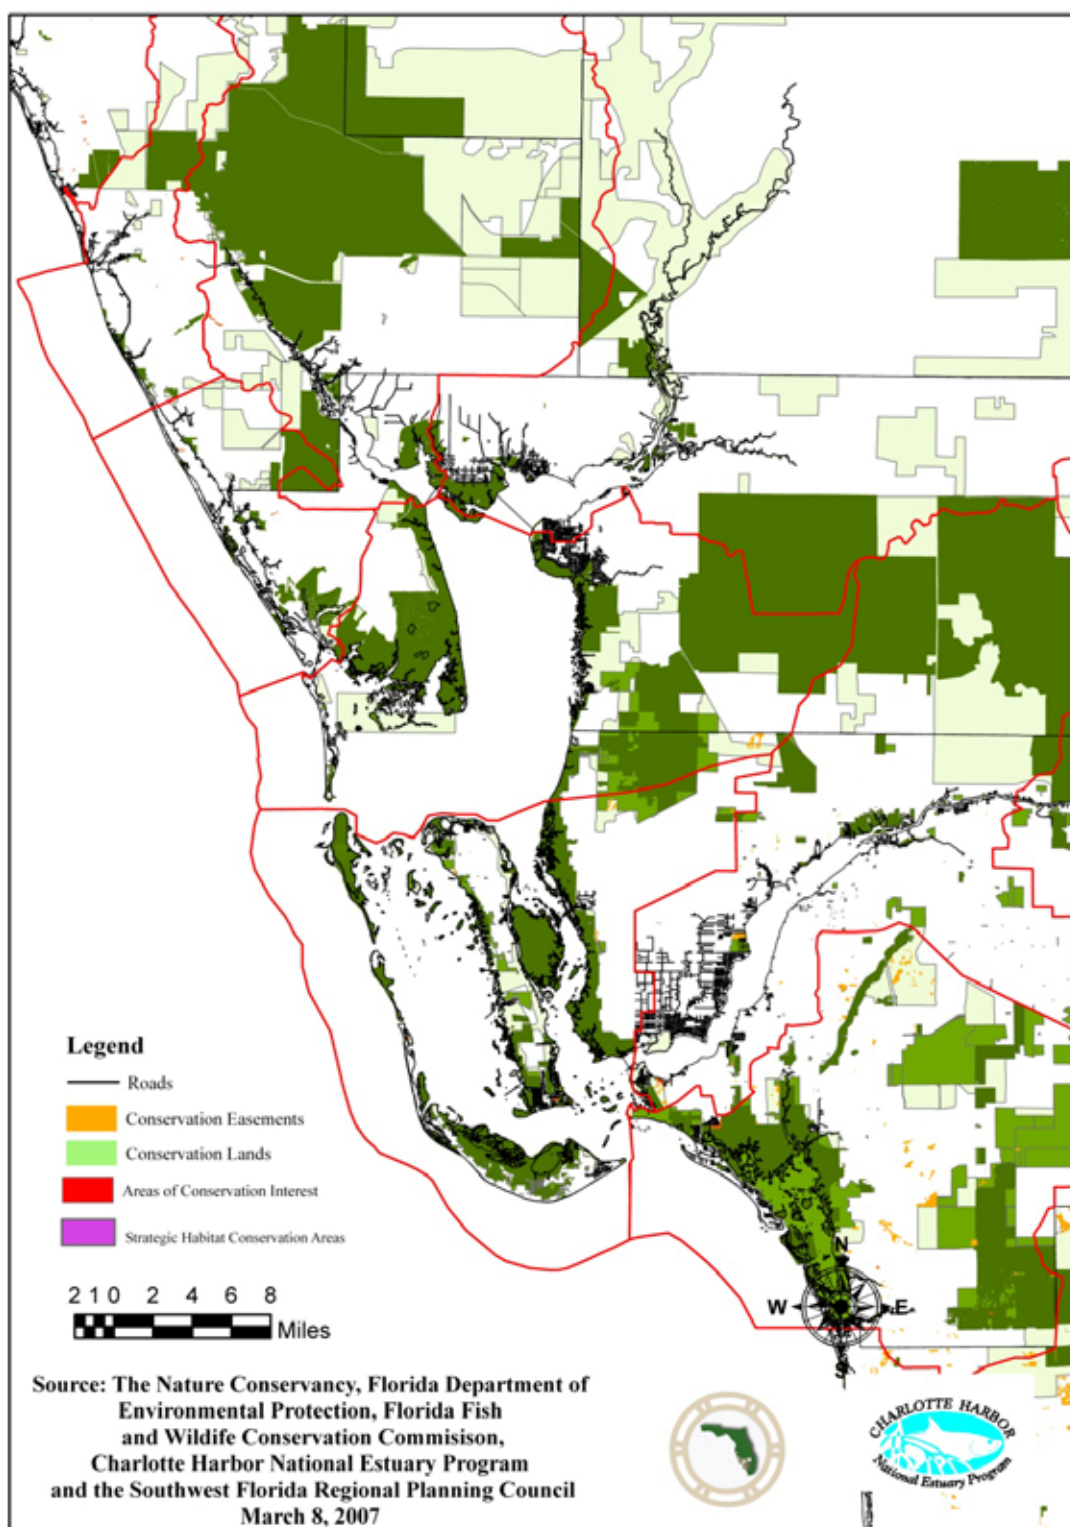 Legend
Roads
Conservation Easements
Conservation Lands
Areas of Conservation Interest
Strategic Habitat Conservation Areas
N
W E
S
2 1 0 2 4 6 8
Miles
Source: The Nature Conservancy, Florida Department of
Environmental Protection, Florida Fish
and Wildife Conservation Commisison,
Charlotte Harbor National Estuary Program
and the Southwest Florida Regional Planning Council
March 8, 2007
CHARLOTTE HARBOR
National Estuary Program